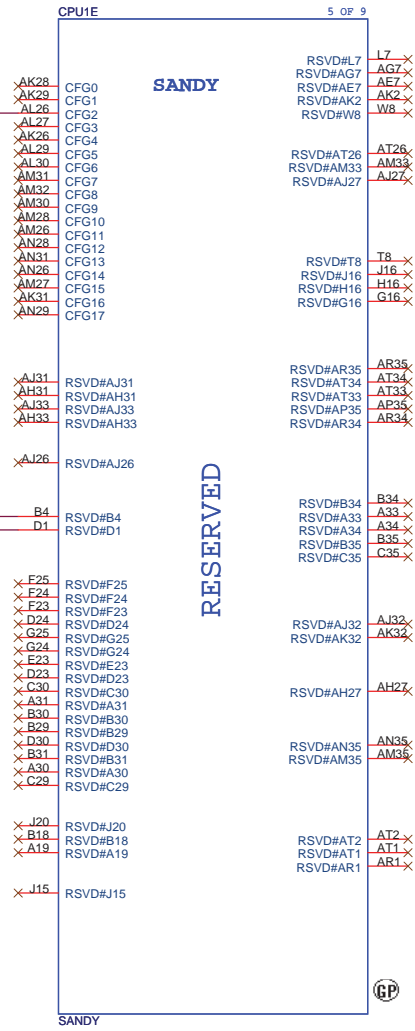 CPU1E 5 OF 9
SANDY
AK28 CFG0
AK29 CFG1
AL26 CFG2
AL27 CFG3
AK26 CFG4
AL29 CFG5
AL30 CFG6
AM31 CFG7
AM32 CFG8
AM30 CFG9
AM28 CFG10
AM26 CFG11
AN28 CFG12
AN31 CFG13
AN26 CFG14
AM27 CFG15
AK31 CFG16
AN29 CFG17
AJ31 RSVD#AJ31
AH31 RSVD#AH31
AJ33 RSVD#AJ33
AH33 RSVD#AH33
AJ26 RSVD#AJ26
B4 RSVD#B4
D1 RSVD#D1
F25 RSVD#F25
F24 RSVD#F24
F23 RSVD#F23
D24 RSVD#D24
G25 RSVD#G25
G24 RSVD#G24
E23 RSVD#E23
D23 RSVD#D23
C30 RSVD#C30
A31 RSVD#A31
B30 RSVD#B30
B29 RSVD#B29
D30 RSVD#D30
B31 RSVD#B31
A30 RSVD#A30
C29 RSVD#C29
J20 RSVD#J20
B18 RSVD#B18
A19 RSVD#A19
J15 RSVD#J15
RESERVED
RSVD#L7 L7
RSVD#AG7 AG7
RSVD#AE7 AE7
RSVD#AK2 AK2
RSVD#W8 W8
RSVD#AT26 AT26
RSVD#AM33 AM33
RSVD#AJ27 AJ27
RSVD#T8 T8
RSVD#J16 J16
RSVD#H16 H16
RSVD#G16 G16
RSVD#AR35 AR35
RSVD#AT34 AT34
RSVD#AT33 AT33
RSVD#AP35 AP35
RSVD#AR34 AR34
RSVD#B34 B34
RSVD#A33 A33
RSVD#A34 A34
RSVD#B35 B35
RSVD#C35 C35
RSVD#AJ32 AJ32
RSVD#AK32 AK32
RSVD#AH27 AH27
RSVD#AN35 AN35
RSVD#AM35 AM35
RSVD#AT2 AT2
RSVD#AT1 AT1
RSVD#AR1 AR1
GP
SANDY